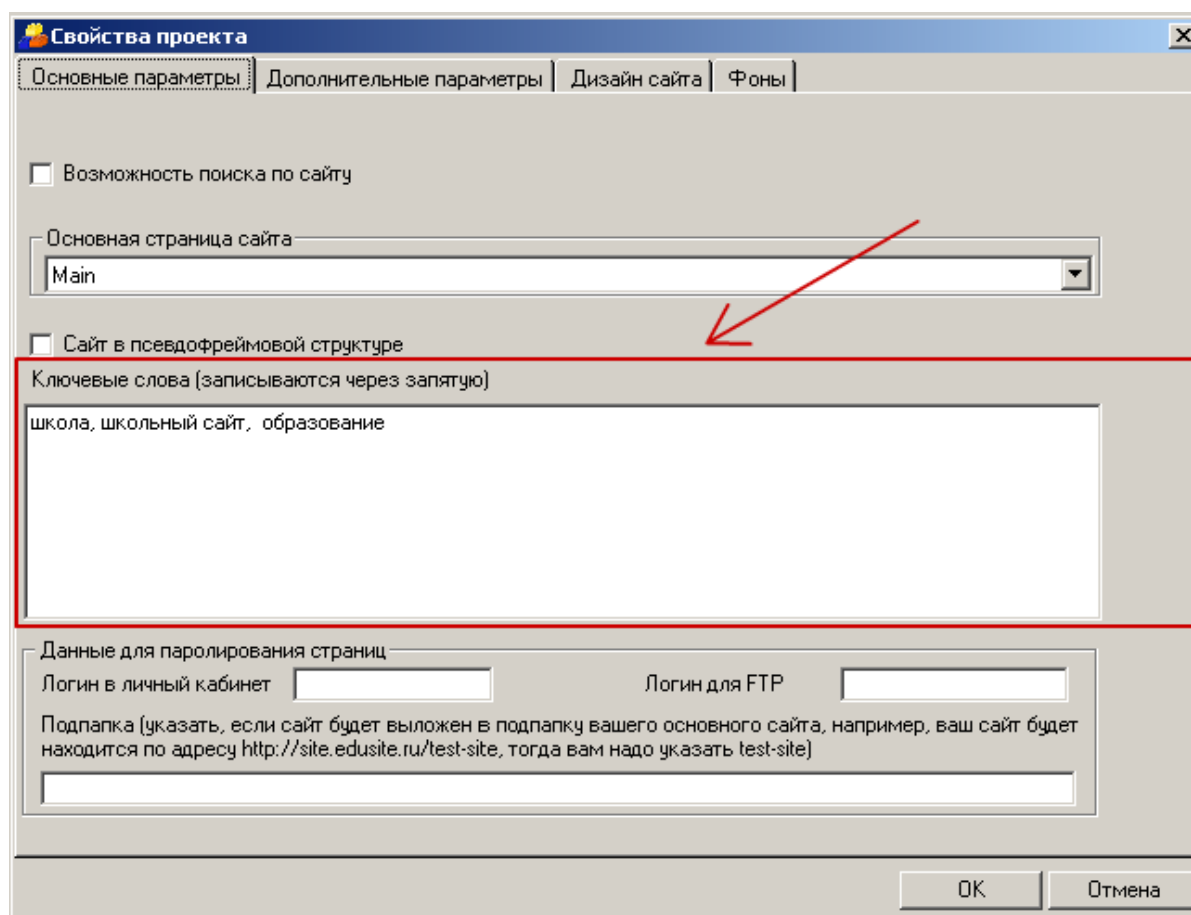 Свойства проекта
Основные параметры Дополнительные параметры Дизайн сайта Фоны
Возможность поиска по сайту
Основная страница сайта
Main
Сайт в псевдофреймовой структуре
Ключевые слова (записываются через запятую)
школа, школьный сайт,  образование
Данные для паролирования страниц
Логин в личный кабинет Логин для FTP
Подпапка (указать, если сайт будет выложен в подпапку вашего основного сайта, например, ваш сайт будет
находится по адресу http://site.edusite.ru/test-site, тогда вам надо указать test-site)
OK Отмена